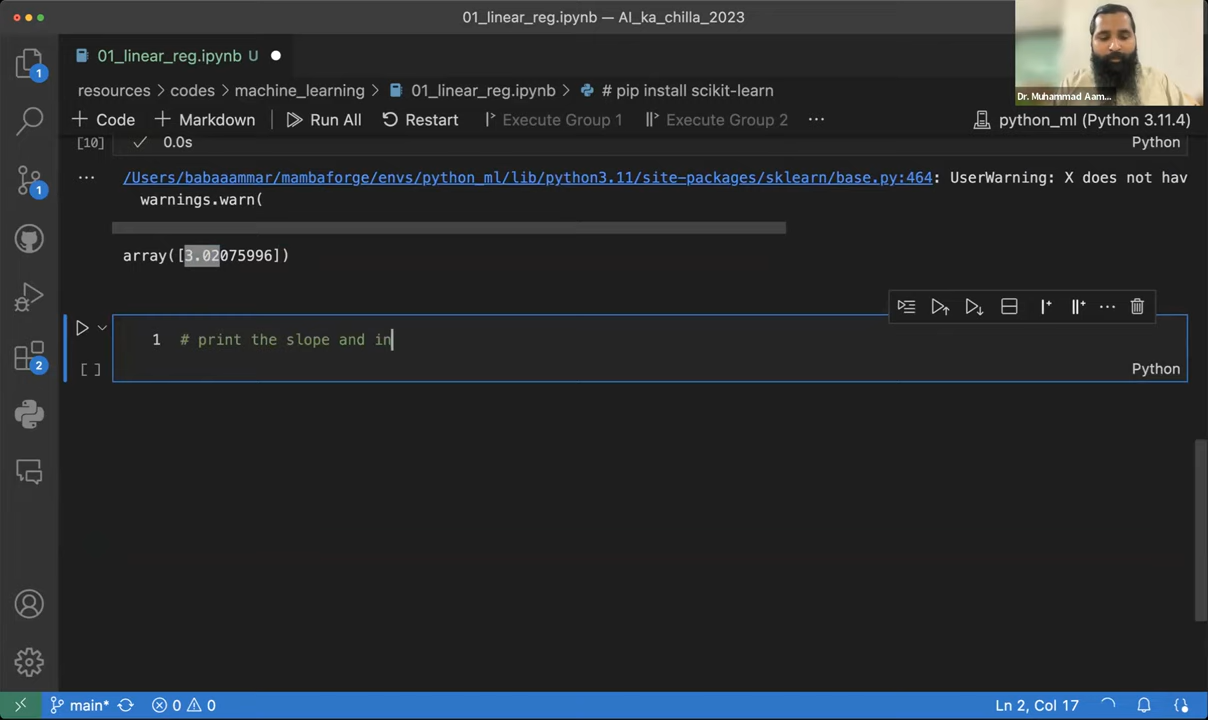 01_linear_reg.ipynb — AI_ka_chilla_2023
01_linear_reg.ipynb U
resources > codes > machine_learning > 01_linear_reg.ipynb > # pip install scikit-learn
+ Code + Markdown Run All Restart Execute Group 1 Execute Group 2 ··· python_ml (Python 3.11.4)
Dr. Muhammad Aam...
[10] ✓ 0.0s Python
... /Users/babaaammar/mambaforge/envs/python_ml/lib/python3.11/site-packages/sklearn/base.py:464: UserWarning: X does not hav
warnings.warn(
array([3.02075996])
1 # print the slope and in
[ ] Python
1
1
2
main* 0 0 Ln 2, Col 17